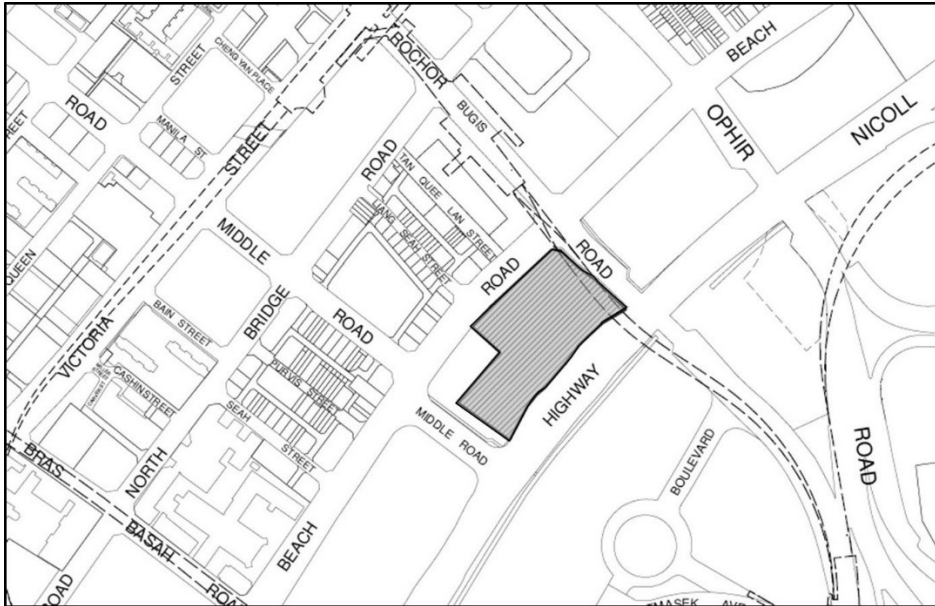 ROCHOR
BEACH
STREET
CHENG YAN PLACE
NICOLL
ROAD
BUGIS
OPHIR
MANILA ST
STREET
ROAD
TAN QUEE LAN STREET
LIANG SEAH STREET
MIDDLE
QUEEN
ROAD
ROAD
BRIDGE
ROAD
BAIN STREET
VICTORIA
PURVIS STREET
HIGHWAY
CASHIN STREET
SEAH STREET
MIDDLE ROAD
ROAD
BOULEVARD
BRAS
NORTH
BASAH
BEACH
ROAD
TEMASEK AVE